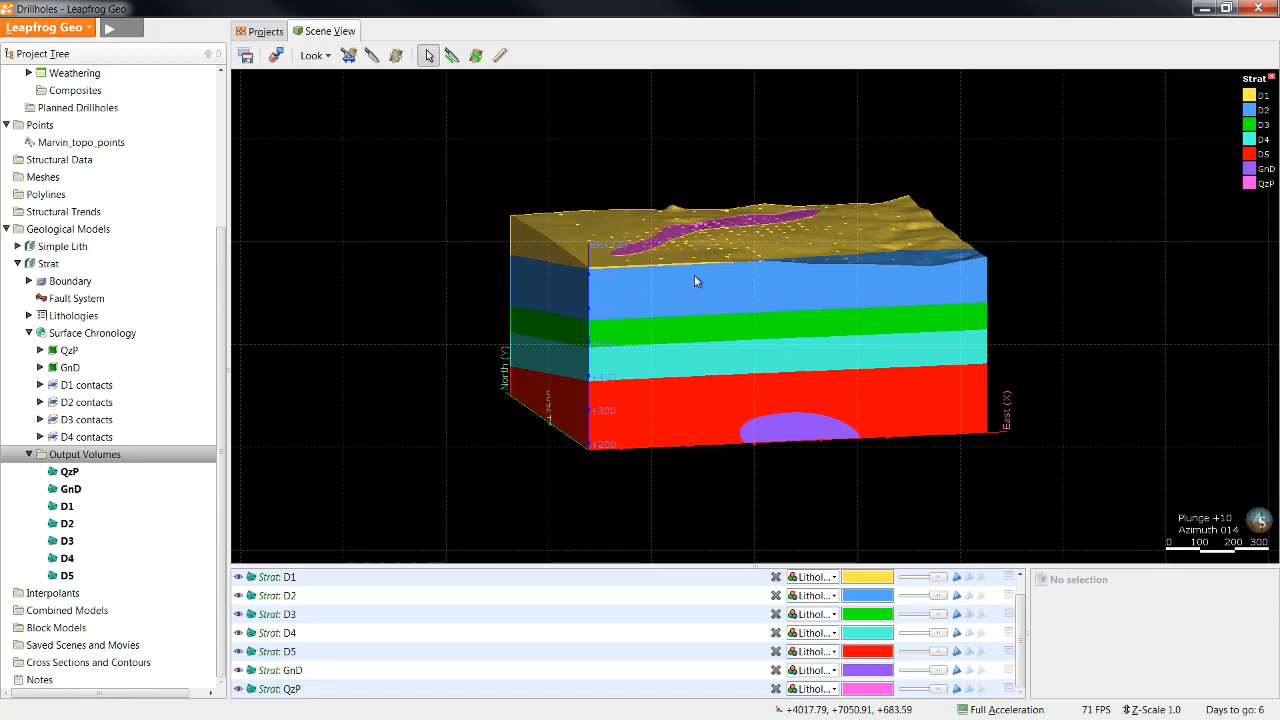 Drillholes - Leapfrog Geo
Leapfrog Geo
Projects
Scene View
Project Tree
0
Look
Weathering
Composites
Planned Drillholes
Points
Marvin_topo_points
Structural Data
Meshes
Polylines
Structural Trends
Geological Models
Simple Lith
Strat
Boundary
Fault System
Lithologies
Surface Chronology
QzP
GnD
D1 contacts
D2 contacts
D3 contacts
D4 contacts
Output Volumes
QzP
GnD
D1
D2
D3
D4
D5
Interpolants
Combined Models
Block Models
Saved Scenes and Movies
Cross Sections and Contours
Notes
Strat
D1
D2
D3
D4
D5
GnD
QzP
Elev (Z)
+400
+300
+200
North (Y)
East (X)
Plunge +10
Azimuth 014
0 100 200 300
Strat: D1 Lithol...
Strat: D2 Lithol...
Strat: D3 Lithol...
Strat: D4 Lithol...
Strat: D5 Lithol...
Strat: GnD Lithol...
Strat: QzP Lithol...
No selection
+4017.79, +7050.91, +683.59
Full Acceleration
71 FPS
Z-Scale 1.0
Days to go: 6